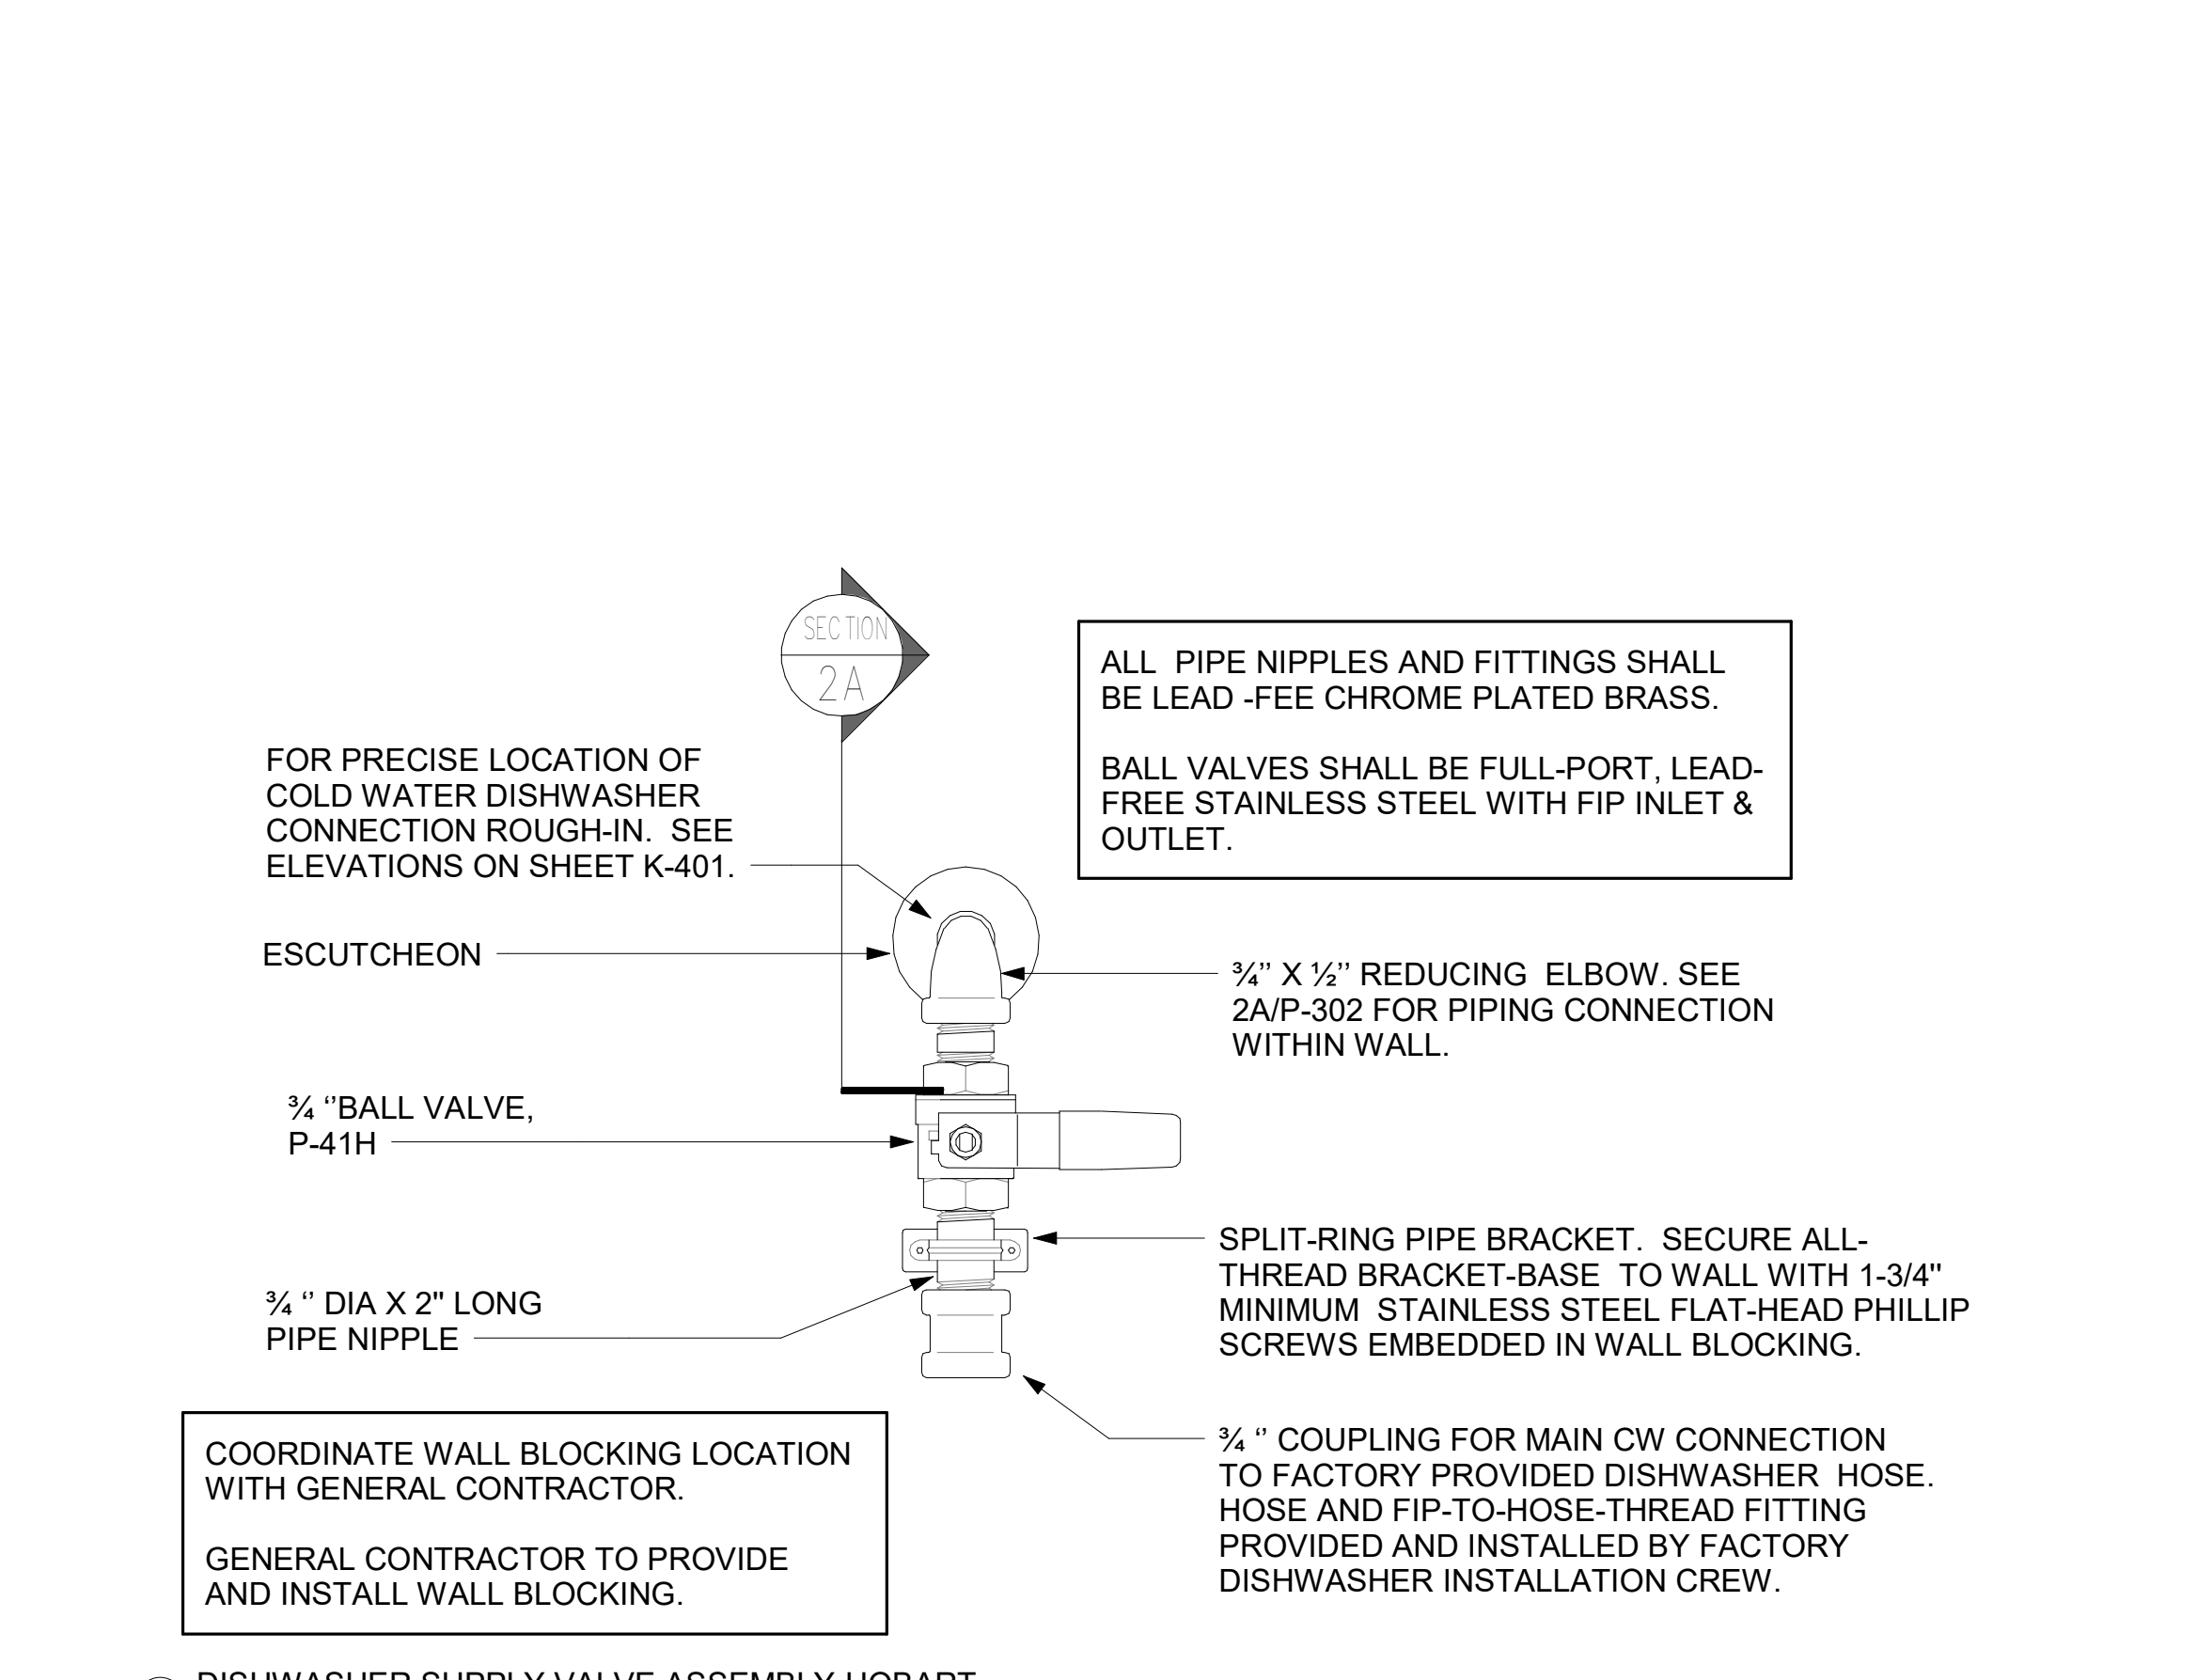 SECTION
2A
ALL PIPE NIPPLES AND FITTINGS SHALL
BE LEAD -FEE CHROME PLATED BRASS.
BALL VALVES SHALL BE FULL-PORT, LEAD-
FREE STAINLESS STEEL WITH FIP INLET &
OUTLET.
FOR PRECISE LOCATION OF
COLD WATER DISHWASHER
CONNECTION ROUGH-IN. SEE
ELEVATIONS ON SHEET K-401.
ESCUTCHEON
¾’’ X ½’’ REDUCING ELBOW. SEE
2A/P-302 FOR PIPING CONNECTION
WITHIN WALL.
¾ ‘’BALL VALVE,
P-41H
SPLIT-RING PIPE BRACKET. SECURE ALL-
THREAD BRACKET-BASE TO WALL WITH 1-3/4"
MINIMUM STAINLESS STEEL FLAT-HEAD PHILLIP
SCREWS EMBEDDED IN WALL BLOCKING.
¾ ‘’ DIA X 2" LONG
PIPE NIPPLE
¾ ‘’ COUPLING FOR MAIN CW CONNECTION
TO FACTORY PROVIDED DISHWASHER HOSE.
HOSE AND FIP-TO-HOSE-THREAD FITTING
PROVIDED AND INSTALLED BY FACTORY
DISHWASHER INSTALLATION CREW.
COORDINATE WALL BLOCKING LOCATION
WITH GENERAL CONTRACTOR.
GENERAL CONTRACTOR TO PROVIDE
AND INSTALL WALL BLOCKING.
DISHWASHER SUPPLY VALVE ASSEMBLY-HOBART